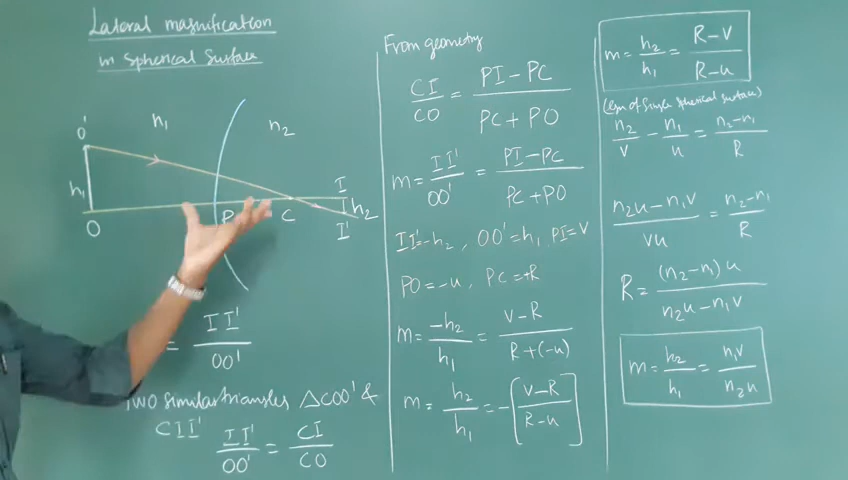 Lateral magnification
in Spherical Surface
O'
n₁
n₂
h₁
O
P
C
I
h₂
I'
= II'/OO'
Two similar triangles △COO' &
CII'
II'/OO' = CI/CO
From geometry
CI/CO = PI-PC/PC+PO
m = II'/OO' = PI-PC/PC+PO
II'=-h₂, OO'=h₁, PI=V
PO=-u, PC=+R
m = -h₂/h₁ = V-R/R+(-u)
m = h₂/h₁ = -[V-R/R-u]
m = h₂/h₁ = R-V/R-u
(Eqn of Single spherical surface)
n₂/V - n₁/u = n₂-n₁/R
n₂u-n₁V/Vu = n₂-n₁/R
R = (n₂-n₁)u/n₂u-n₁V
m = h₂/h₁ = n₁V/n₂u